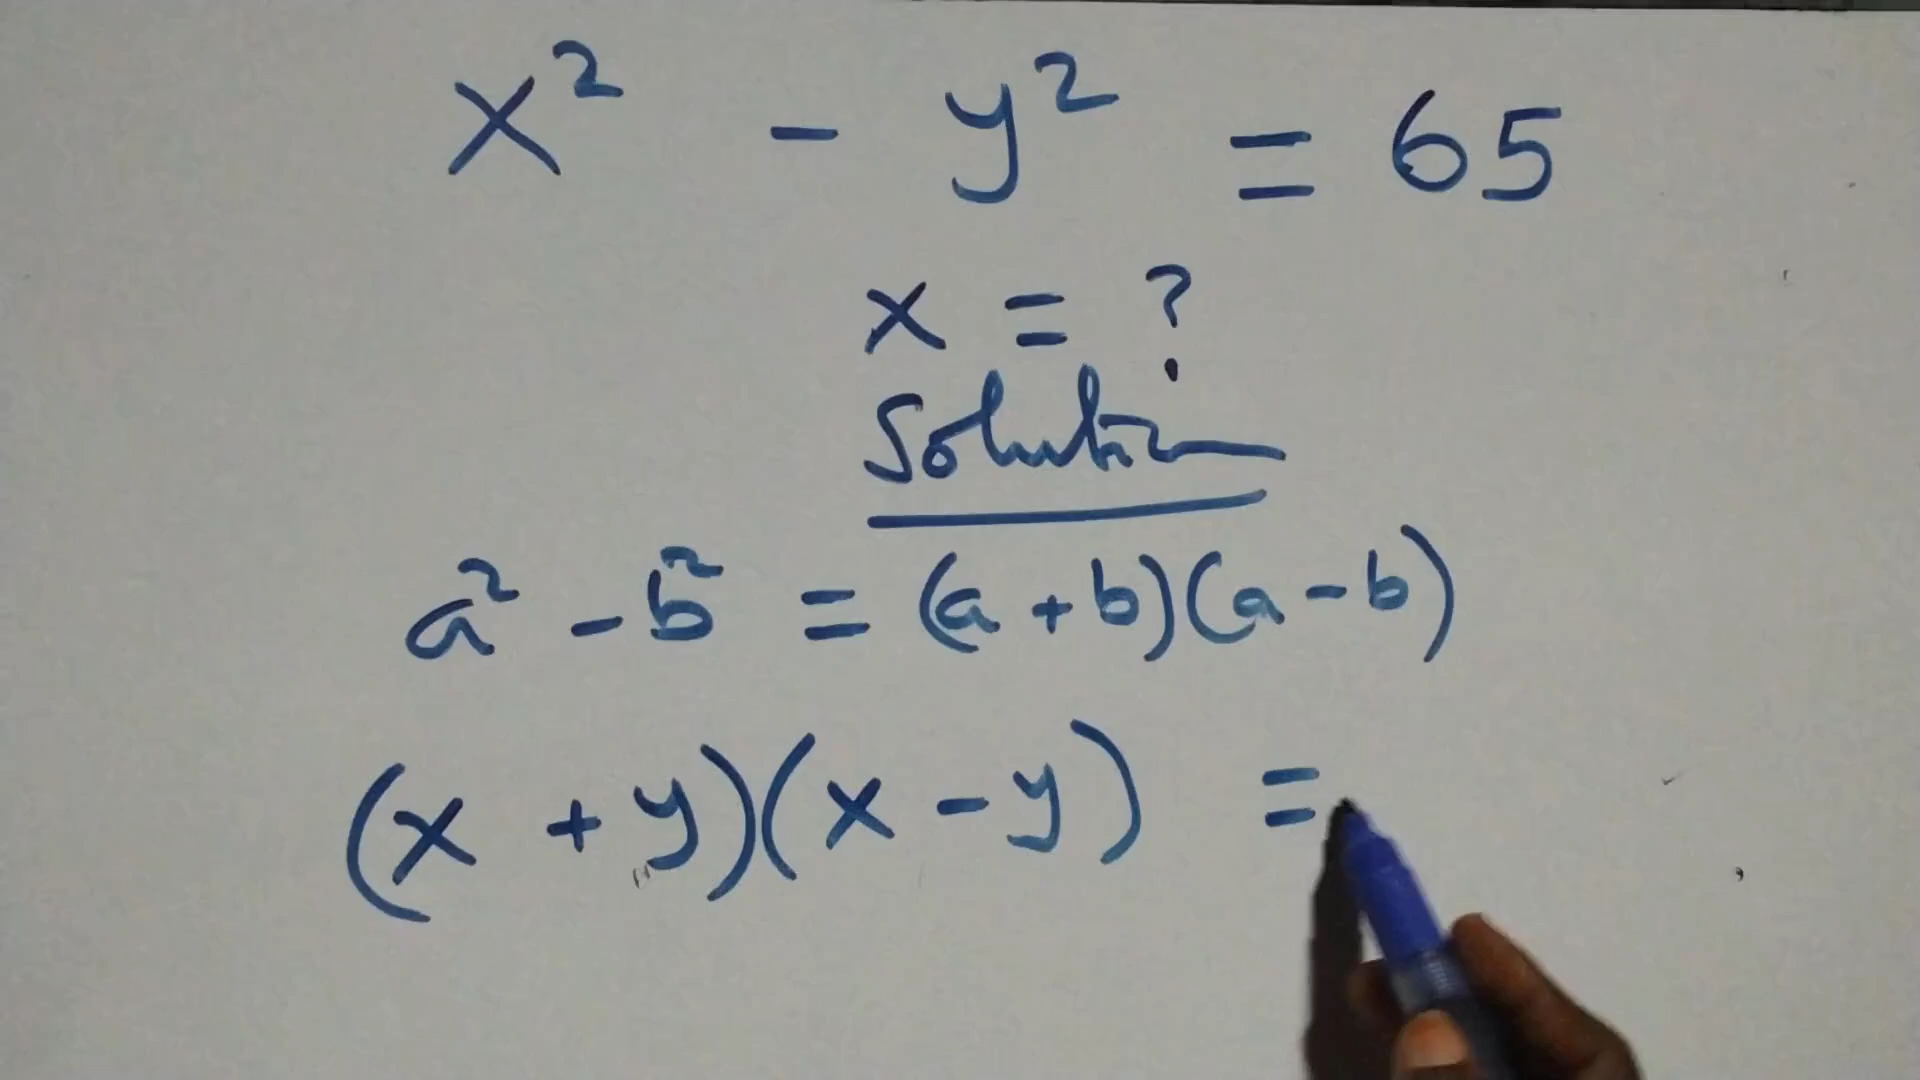 x² - y² = 65
x = ?
Solution
a² - b² = (a + b)(a - b)
(x + y)(x - y) =